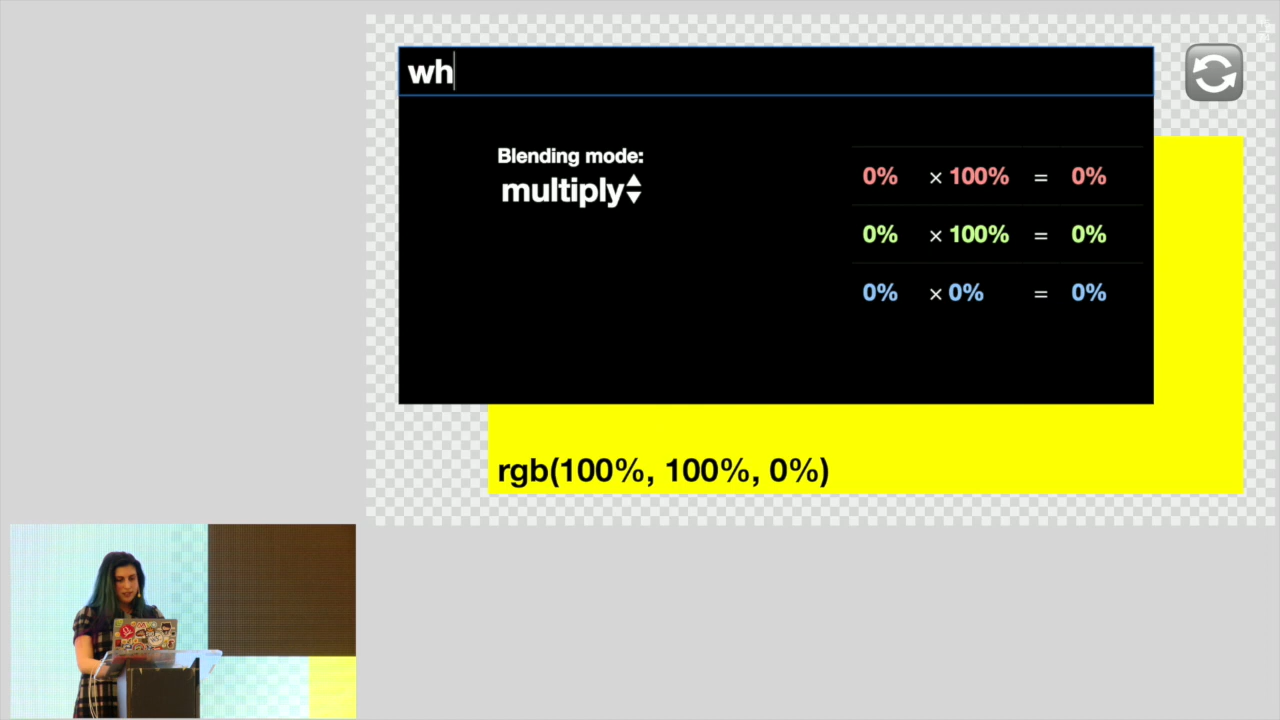 wh
Blending mode:
multiply
0% × 100% = 0%
0% × 100% = 0%
0% × 0% = 0%
rgb(100%, 100%, 0%)